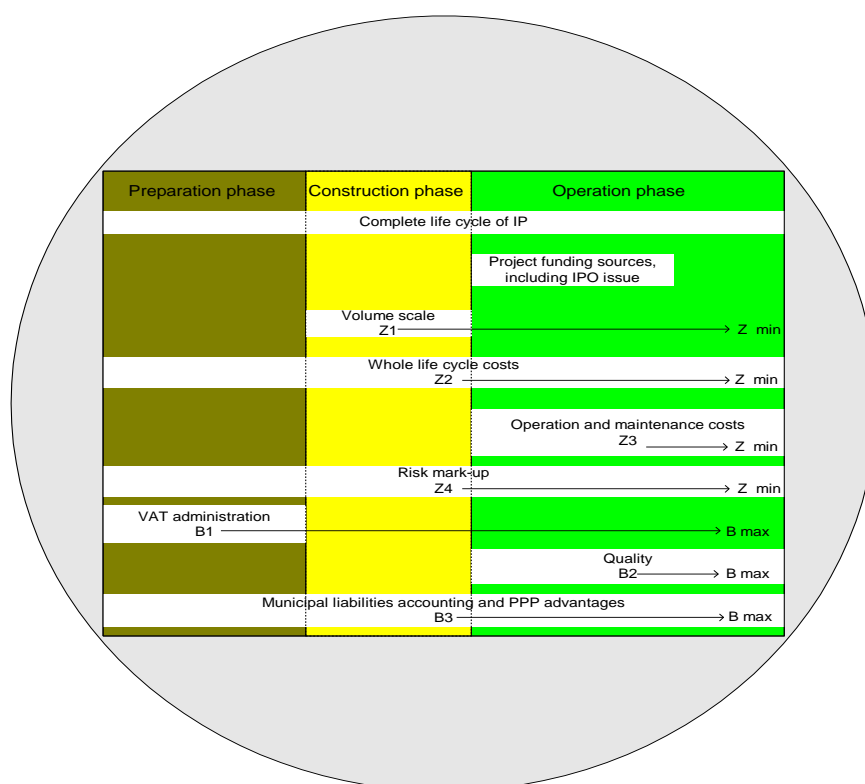 Preparation phase Construction phase Operation phase
Complete life cycle of IP
Project funding sources,
including IPO issue
Volume scale
Z1 Z min
Whole life cycle costs
Z2 Z min
Operation and maintenance costs
Z3 Z min
Risk mark-up
Z4 Z min
VAT administration
B1 B max
Quality
B2 B max
Municipal liabilities accounting and PPP advantages
B3 B max